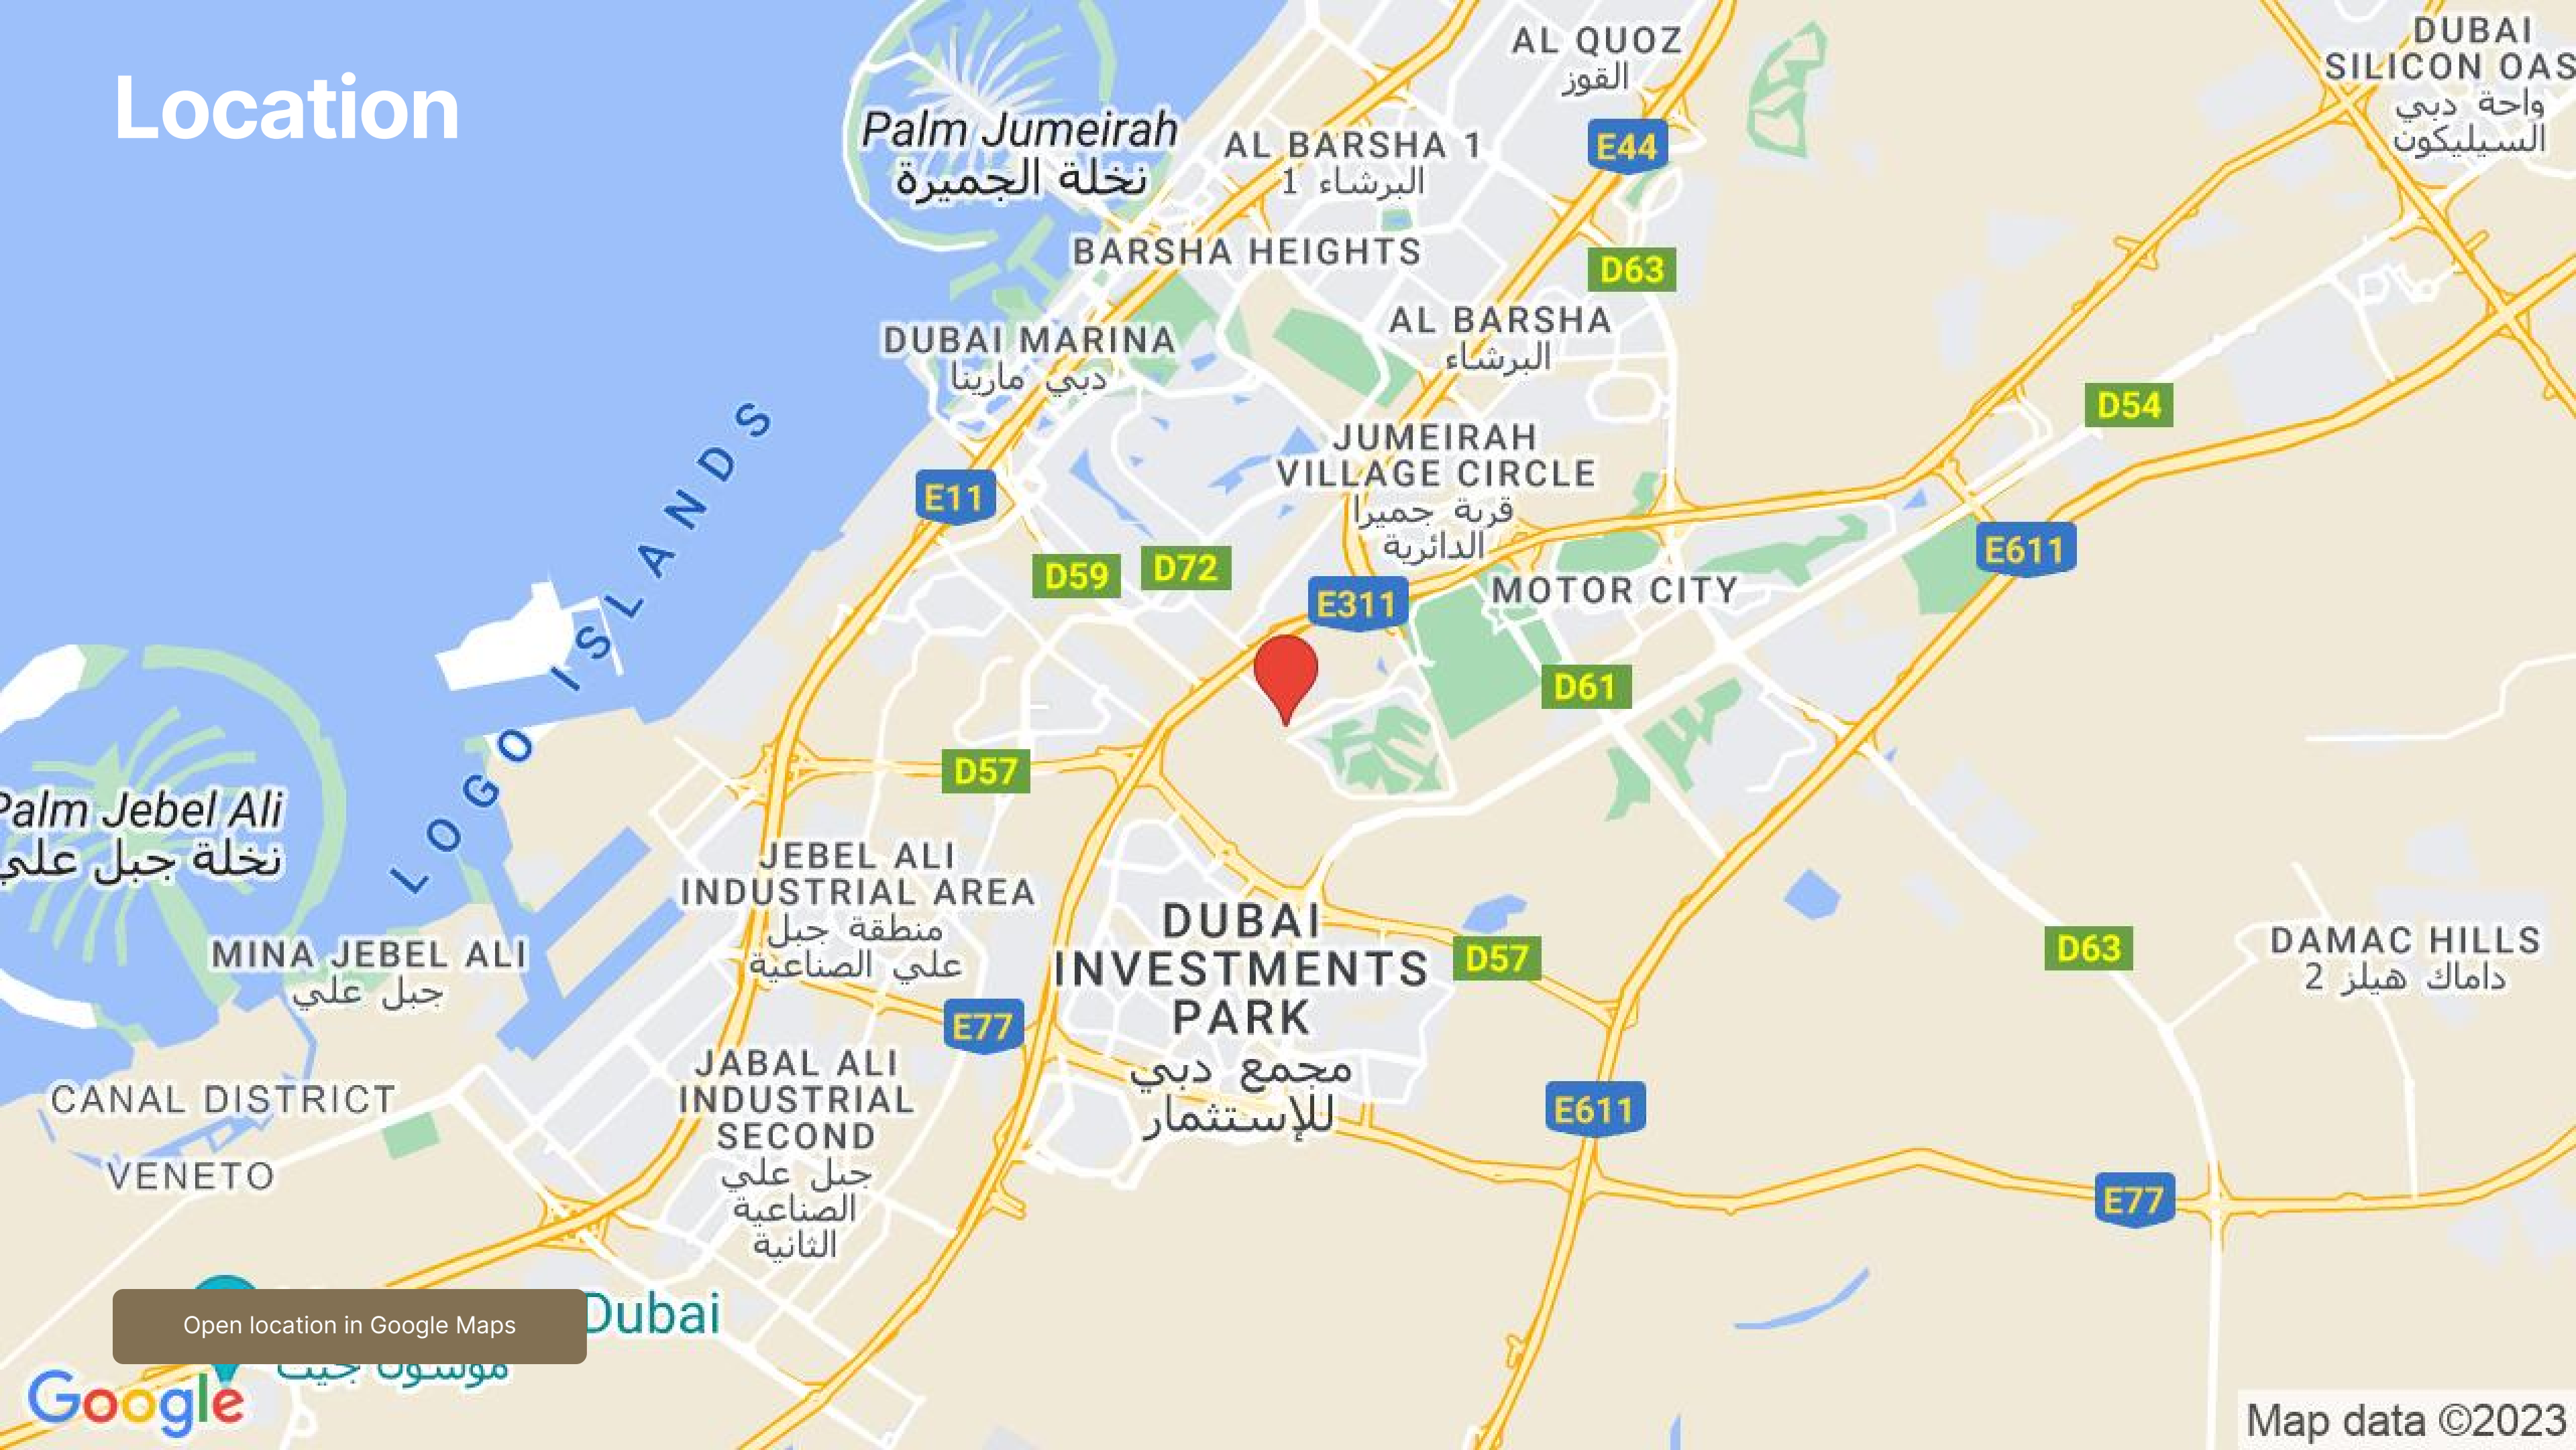 Location
AL QUOZ
القوز
DUBAI
SILICON OAS
واحة دبي
السيليكون
Palm Jumeirah
نخلة الجميرة
AL BARSHA 1
البرشاء 1
E44
BARSHA HEIGHTS
D63
DUBAI MARINA
دبي مارينا
AL BARSHA
البرشاء
D54
JUMEIRAH
VILLAGE CIRCLE
قرية جميرا
الدائرية
E11
LOGO ISLANDS
D59
D72
E311
MOTOR CITY
E611
D61
D57
Palm Jebel Ali
نخلة جبل علي
JEBEL ALI
INDUSTRIAL AREA
منطقة جبل
علي الصناعية
MINA JEBEL ALI
جبل علي
DUBAI
INVESTMENTS
PARK
مجمع دبي
للإستثمار
D57
D63
DAMAC HILLS
داماك هيلز 2
E77
CANAL DISTRICT
VENETO
JABAL ALI
INDUSTRIAL
SECOND
جبل علي
الصناعية
الثانية
E611
E77
Dubai
Open location in Google Maps
Google
Map data ©2023